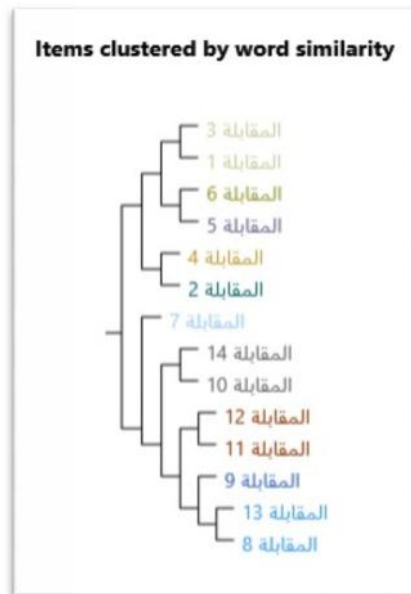 Items clustered by word similarity
المقابلة 3
المقابلة 1
المقابلة 6
المقابلة 5
المقابلة 4
المقابلة 2
المقابلة 7
المقابلة 14
المقابلة 10
المقابلة 12
المقابلة 11
المقابلة 9
المقابلة 13
المقابلة 8